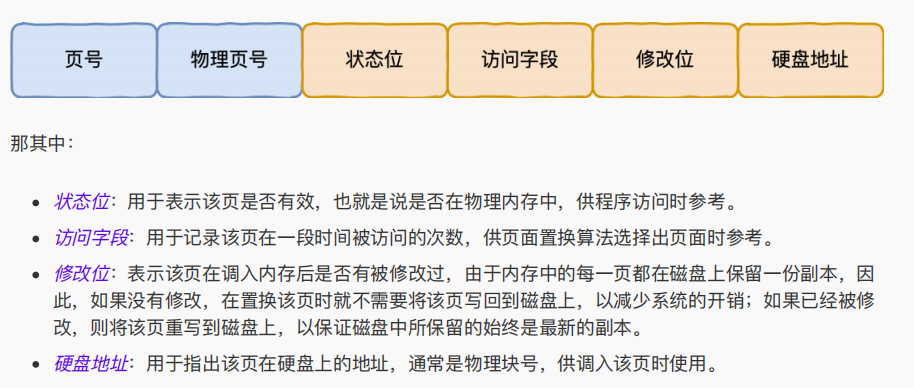 页号 物理页号 状态位 访问字段 修改位 硬盘地址
那其中：
• 状态位：用于表示该页是否有效，也就是说是否在物理内存中，供程序访问时参考。
• 访问字段：用于记录该页在一段时间被访问的次数，供页面置换算法选择出页面时参考。
• 修改位：表示该页在调入内存后是否有被修改过，由于内存中的每一页都在磁盘上保留一份副本，因
此，如果没有修改，在置换该页时就不需要将该页写回到磁盘上，以减少系统的开销；如果已经被修
改，则将该页重写到磁盘上，以保证磁盘中所保留的始终是最新的副本。
• 硬盘地址：用于指出该页在硬盘上的地址，通常是物理块号，供调入该页时使用。